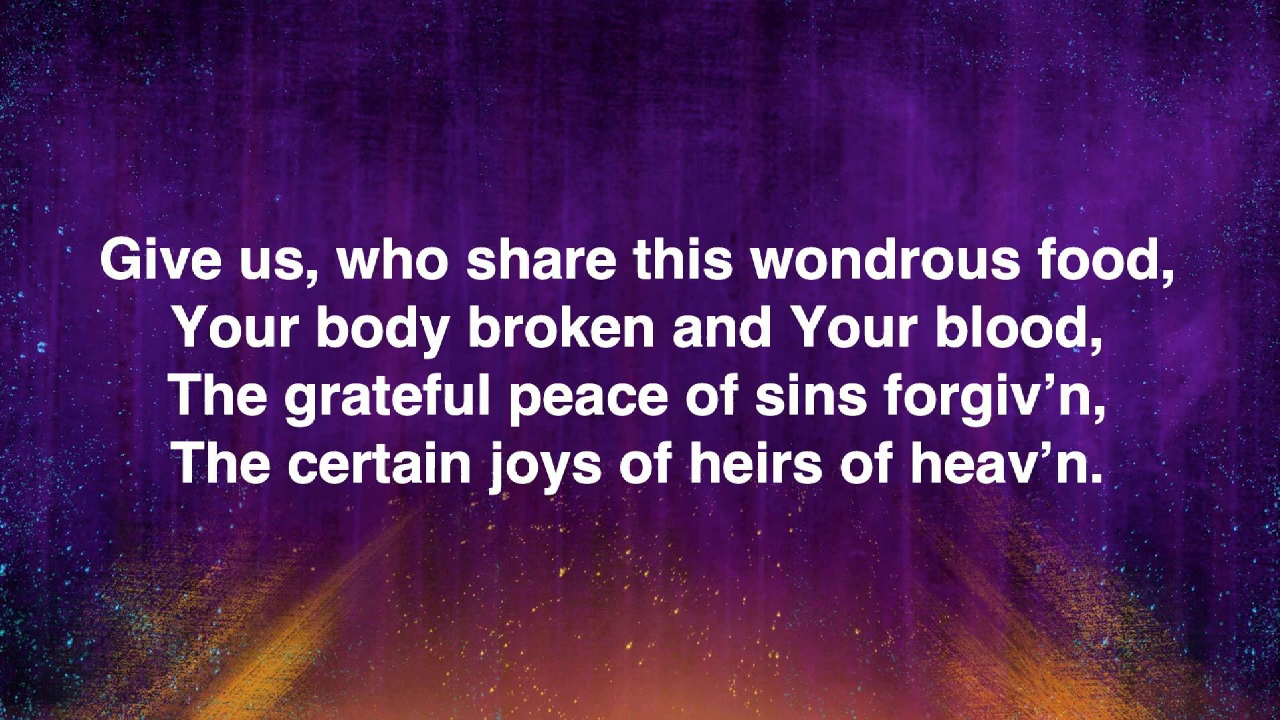 Give us, who share this wondrous food,
Your body broken and Your blood,
The grateful peace of sins forgiv’n,
The certain joys of heirs of heav’n.